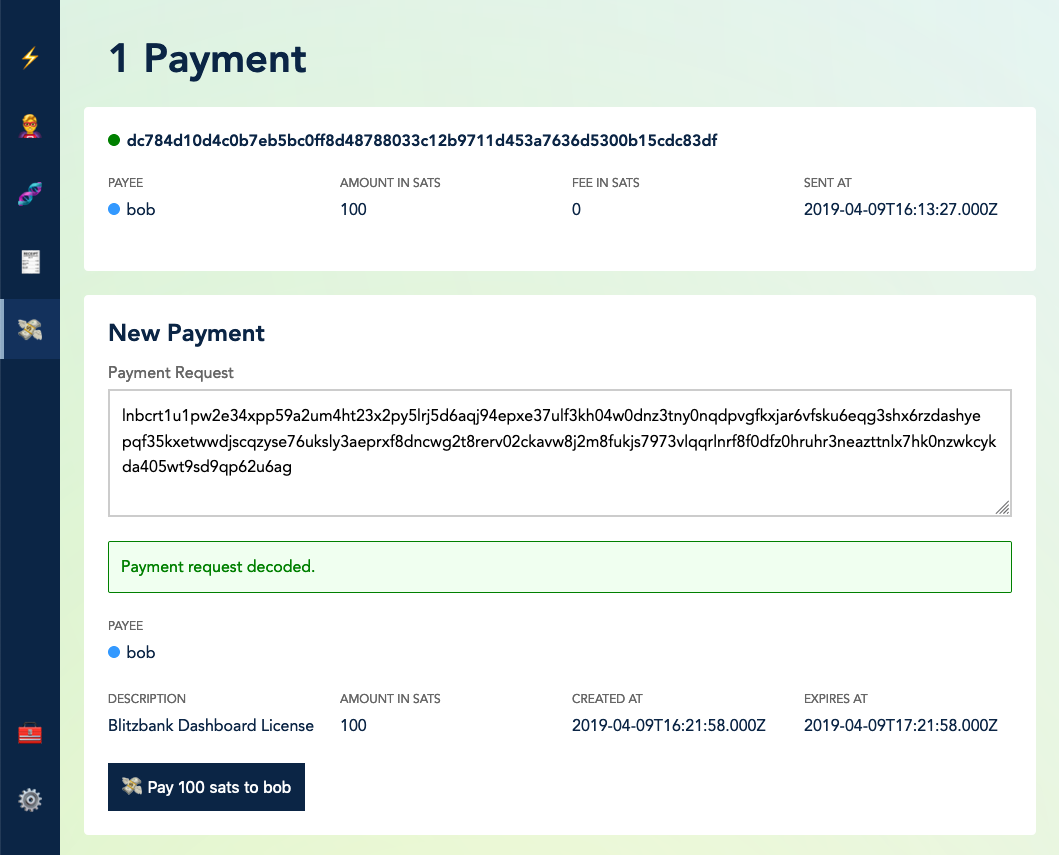 1 Payment
dc784d10d4c0b7eb5bc0ff8d48788033c12b9711d453a7636d5300b15cdc83df
PAYEE AMOUNT IN SATS FEE IN SATS SENT AT
bob 100 0 2019-04-09T16:13:27.000Z
New Payment
Payment Request
lnbcrt1u1pw2e34xpp59a2um4ht23x2py5lrj5d6aqj94epxe37ulf3kh04w0dnz3tny0nqdpvgfkxjar6vfsku6eqg3shx6rzdashye
pqf35kxetwwdjscqzyse76uksly3aeprxf8dncwg2t8rerv02ckavw8j2m8fukjs7973vlqqrlnrf8f0dfz0hruhr3neazttnlx7hk0nzwkcyk
da405wt9sd9qp62u6ag
Payment request decoded.
PAYEE
bob
DESCRIPTION AMOUNT IN SATS CREATED AT EXPIRES AT
Blitzbank Dashboard License 100 2019-04-09T16:21:58.000Z 2019-04-09T17:21:58.000Z
Pay 100 sats to bob